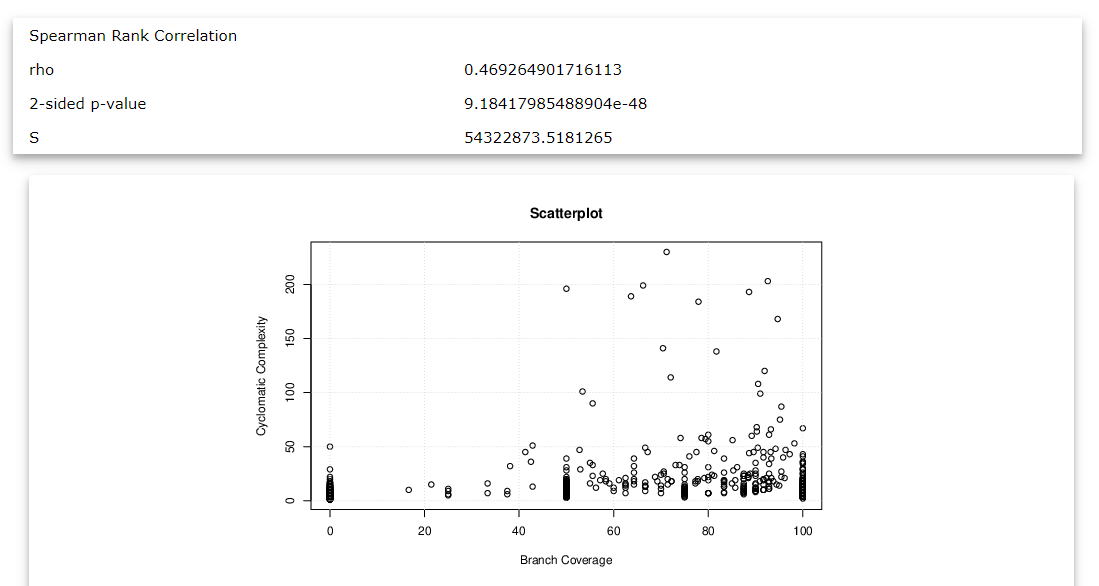 Spearman Rank Correlation
rho 0.469264901716113
2-sided p-value 9.18417985488904e-48
S 54322873.5181265
Scatterplot
200
150
100
50
0
Cyclomatic Complexity
0 20 40 60 80 100
Branch Coverage